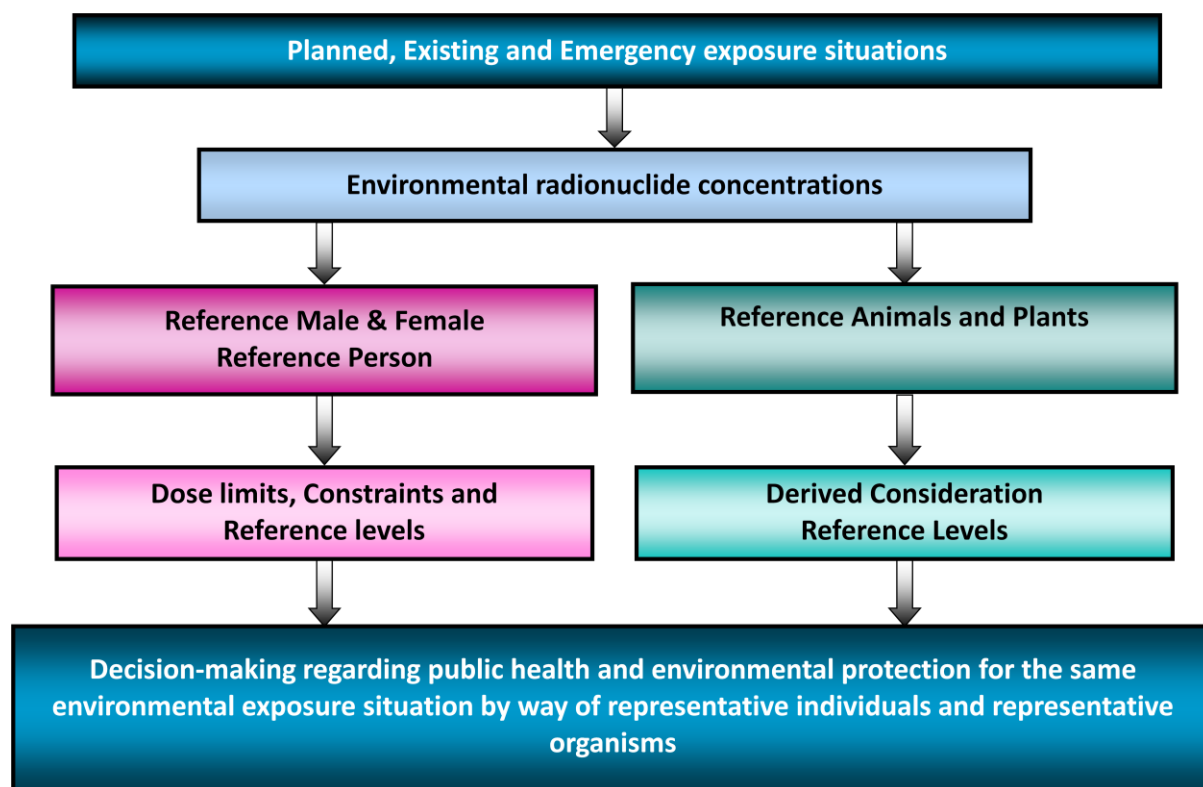 Planned, Existing and Emergency exposure situations
Environmental radionuclide concentrations
Reference Male & Female
Reference Person
Reference Animals and Plants
Dose limits, Constraints and
Reference levels
Derived Consideration
Reference Levels
Decision-making regarding public health and environmental protection for the same
environmental exposure situation by way of representative individuals and representative
organisms